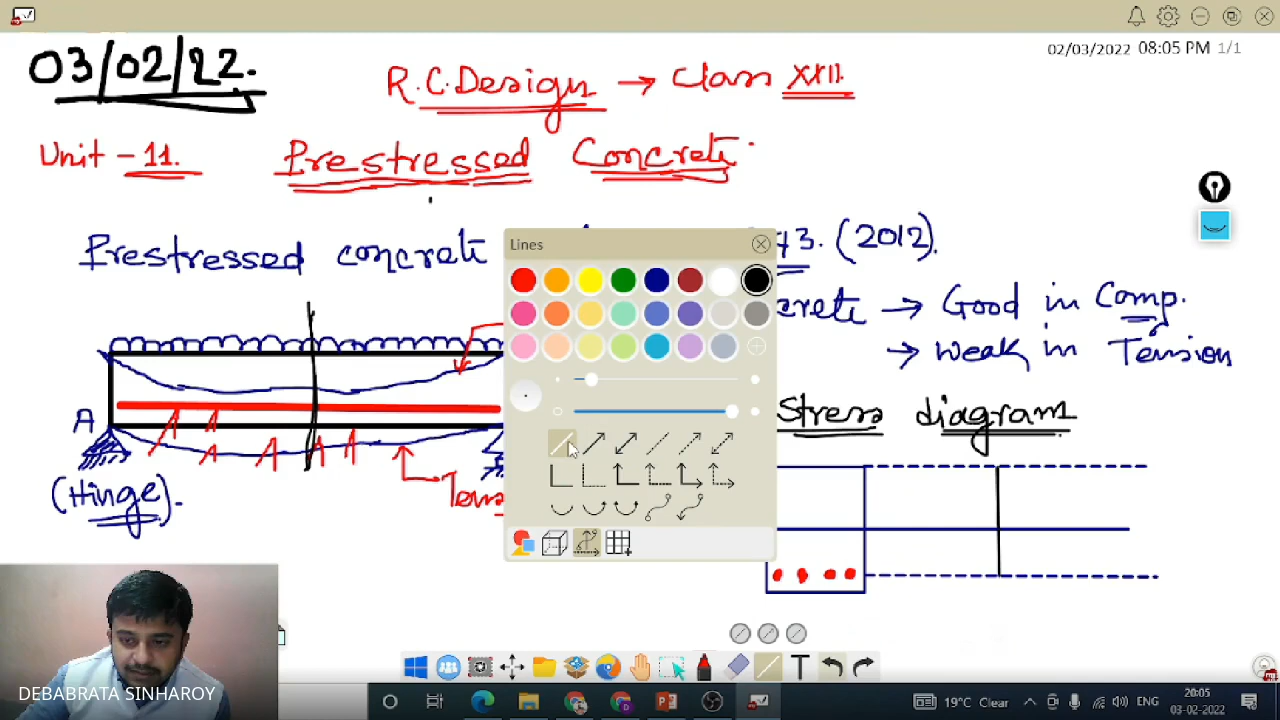 02/03/2022 08:05 PM 1/1
03/02/22.
R.C.Design → Class XXII.
Unit - 11. Prestressed Concrete.
Prestressed concrete
43. (2012).
crete → Good in Comp.
→ Weak in Tension
Lines
A
Stress diagram
(Hinge).
Tens
DEBABRATA SINHAROY
19°C Clear
ENG
20:05
03-02-2022